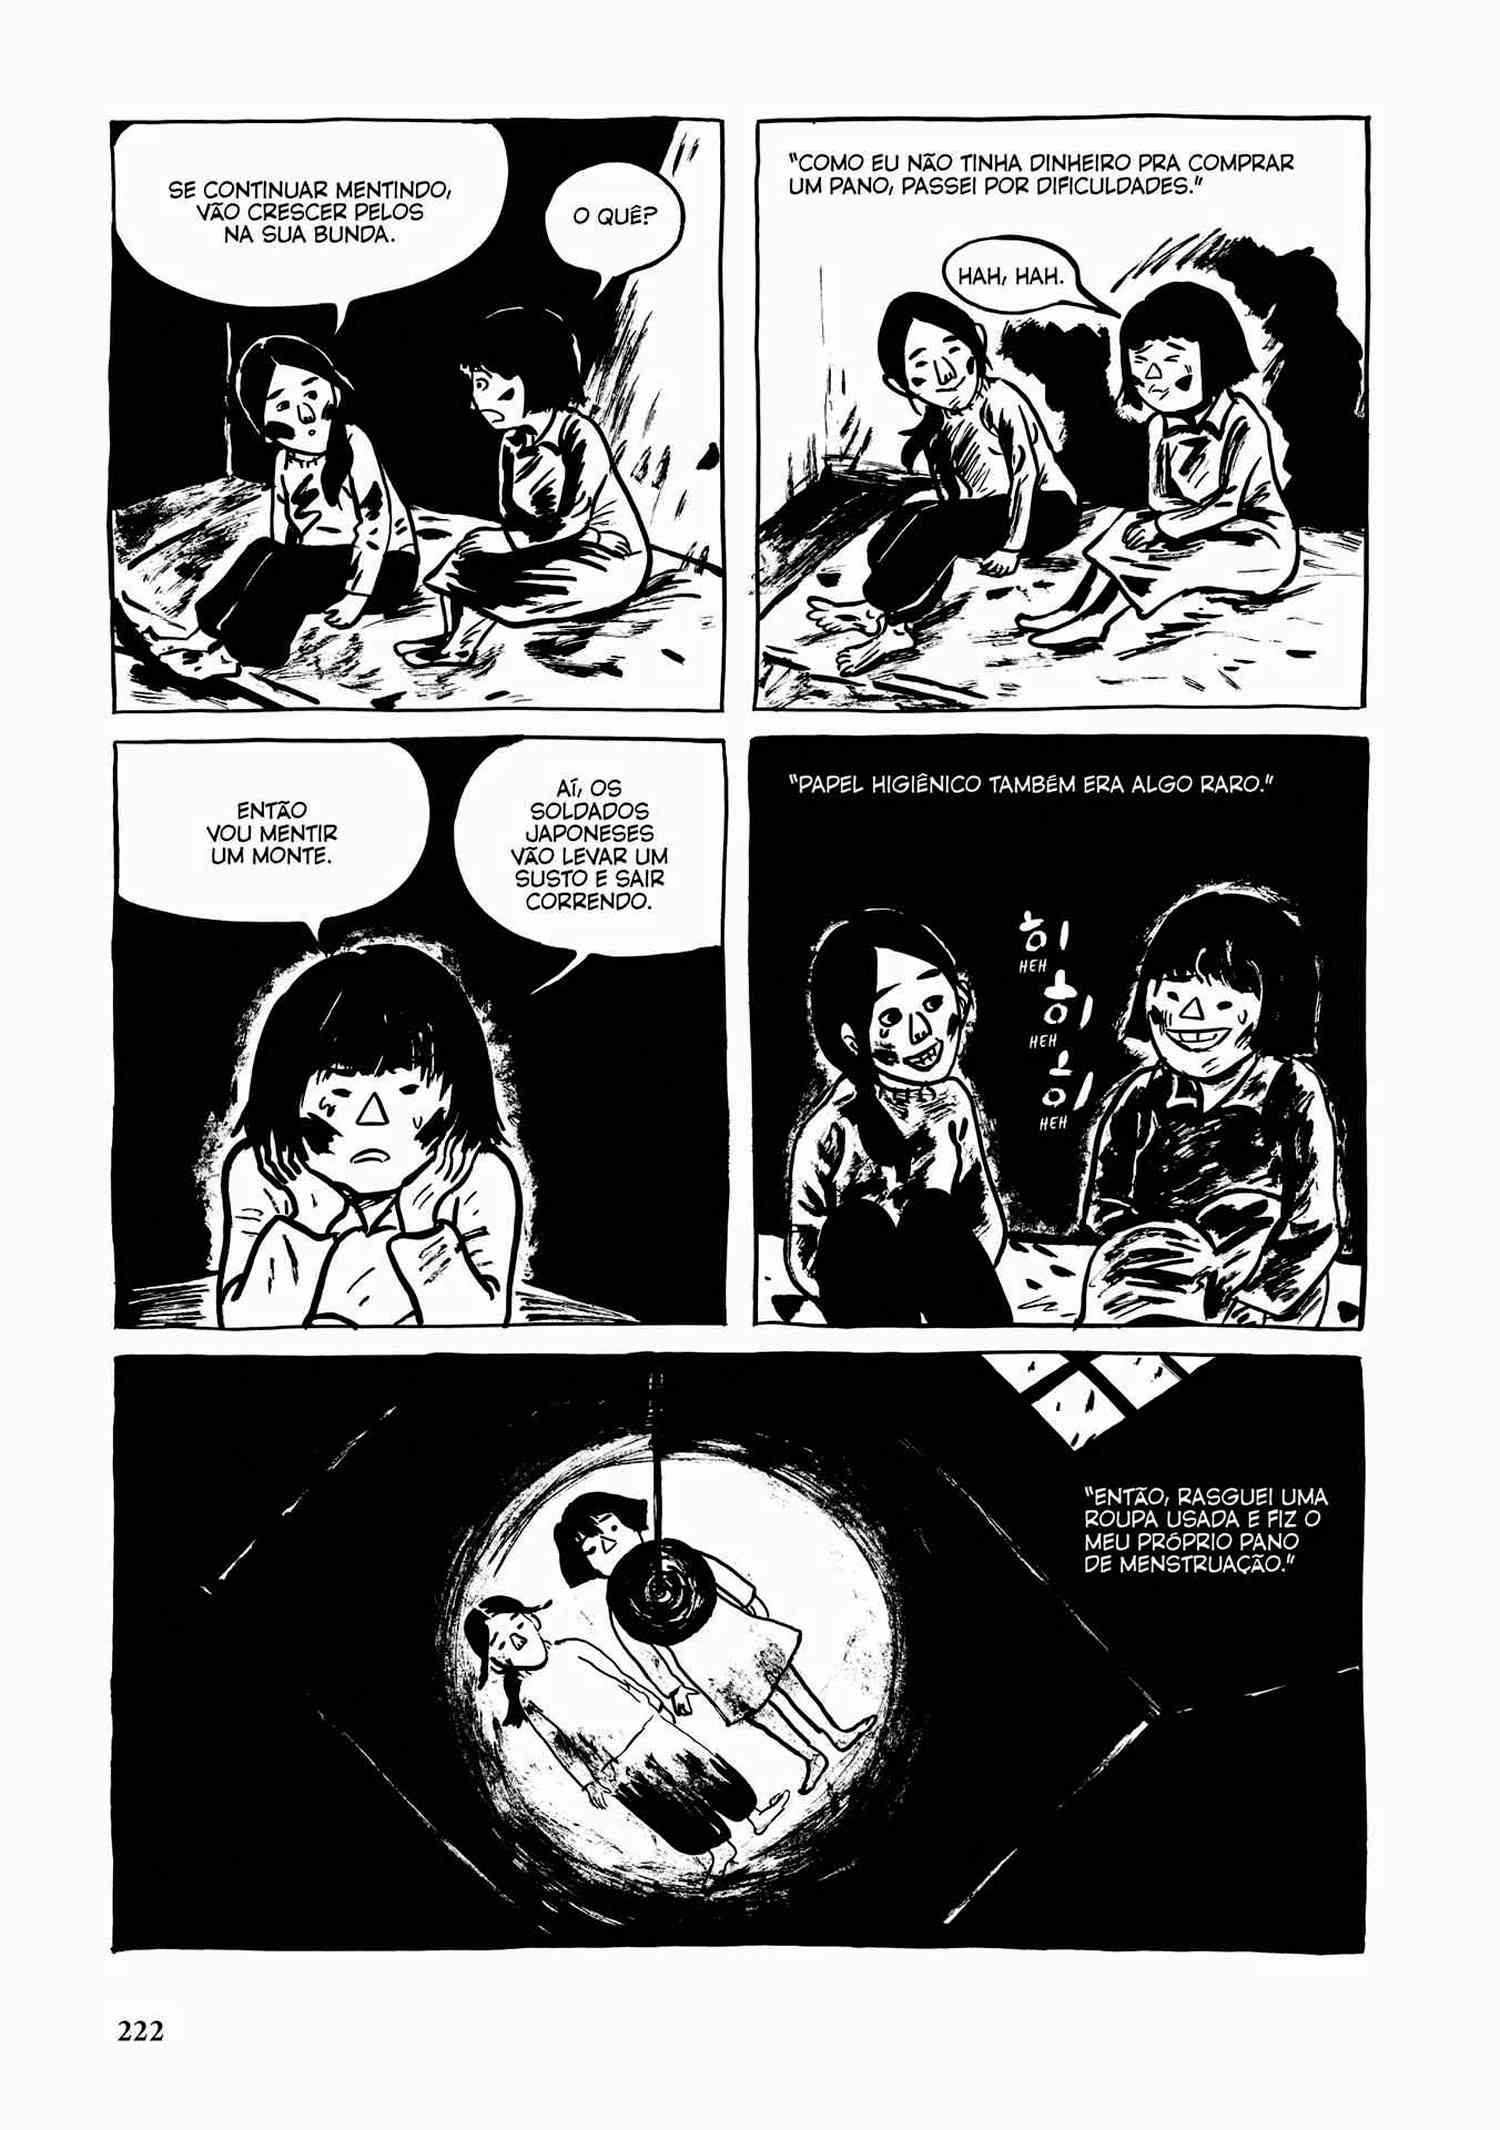 SE CONTINUAR MENTINDO,
VÃO CRESCER PELOS
NA SUA BUNDA.
O QUÊ?
"COMO EU NÃO TINHA DINHEIRO PRA COMPRAR
UM PANO, PASSEI POR DIFICULDADES."
HAH, HAH.
ENTÃO
VOU MENTIR
UM MONTE.
AÍ, OS
SOLDADOS
JAPONESES
VÃO LEVAR UM
SUSTO E SAIR
CORRENDO.
"PAPEL HIGIÊNICO TAMBÉM ERA ALGO RARO."
히
HEH
히
HEH
히
HEH
"ENTÃO, RASGUEI UMA
ROUPA USADA E FIZ O
MEU PRÓPRIO PANO
DE MENSTRUAÇÃO."
222